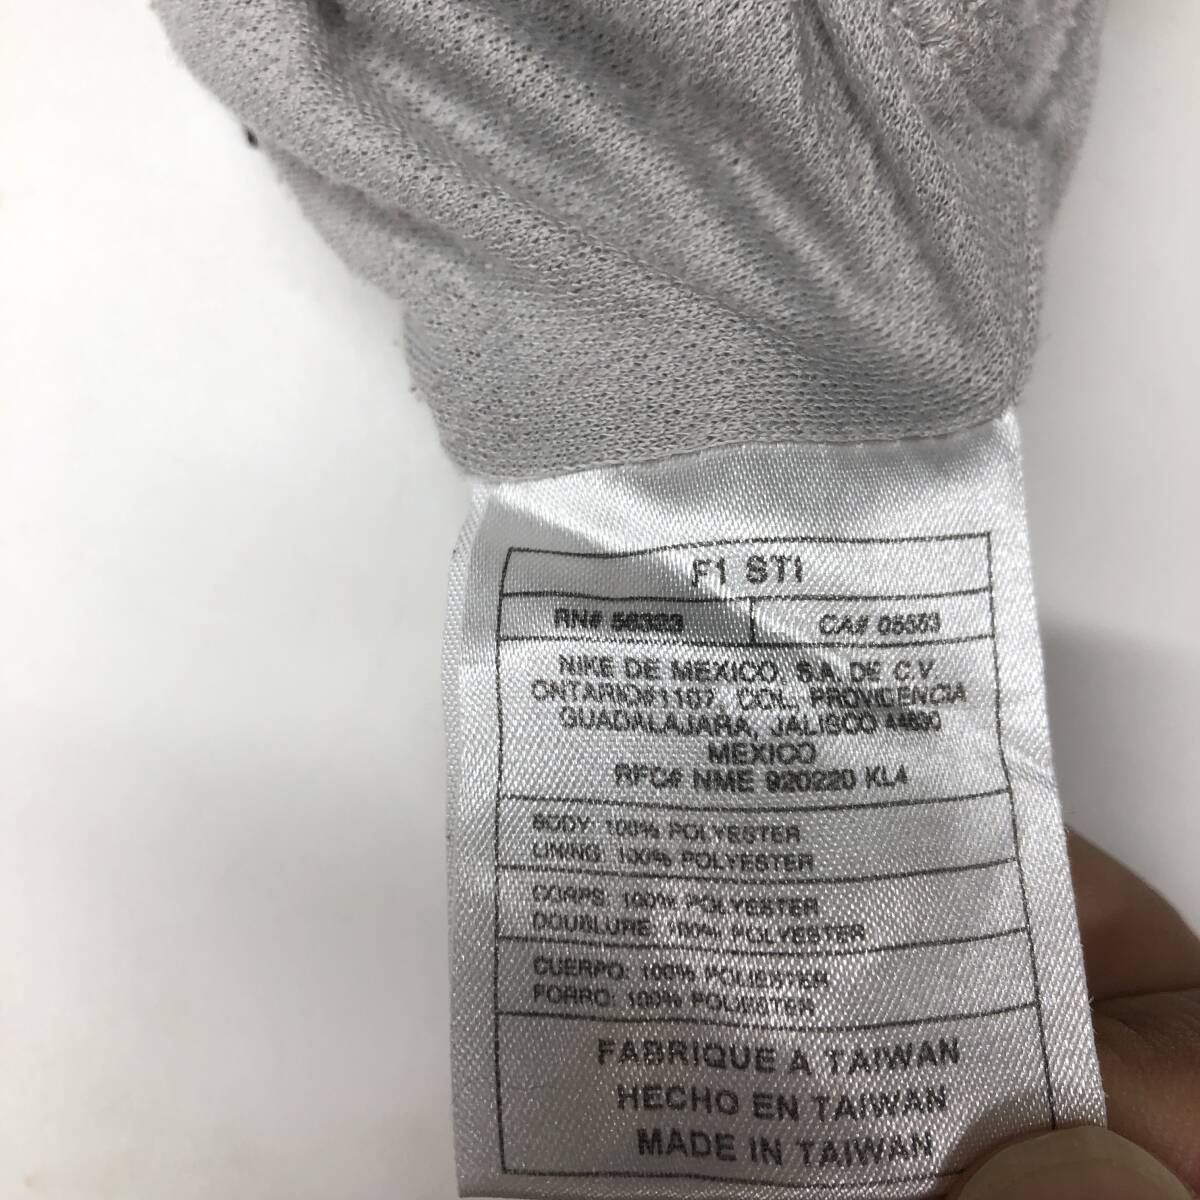 F1 STI
RN# 56323
CA# 05553
NIKE DE MEXICO, S.A. DE C.V.
ONTARIO#1107, COL. PROVIDENCIA
GUADALAJARA, JALISCO 44630
MEXICO
RFC# NME 920220 KL4
BODY: 100% POLYESTER
LINING: 100% POLYESTER
CORPS: 100% POLYESTER
DOUBLURE: 100% POLYESTER
CUERPO: 100% POLIESTER
FORRO: 100% POLIESTER
FABRIQUE A TAIWAN
HECHO EN TAIWAN
MADE IN TAIWAN